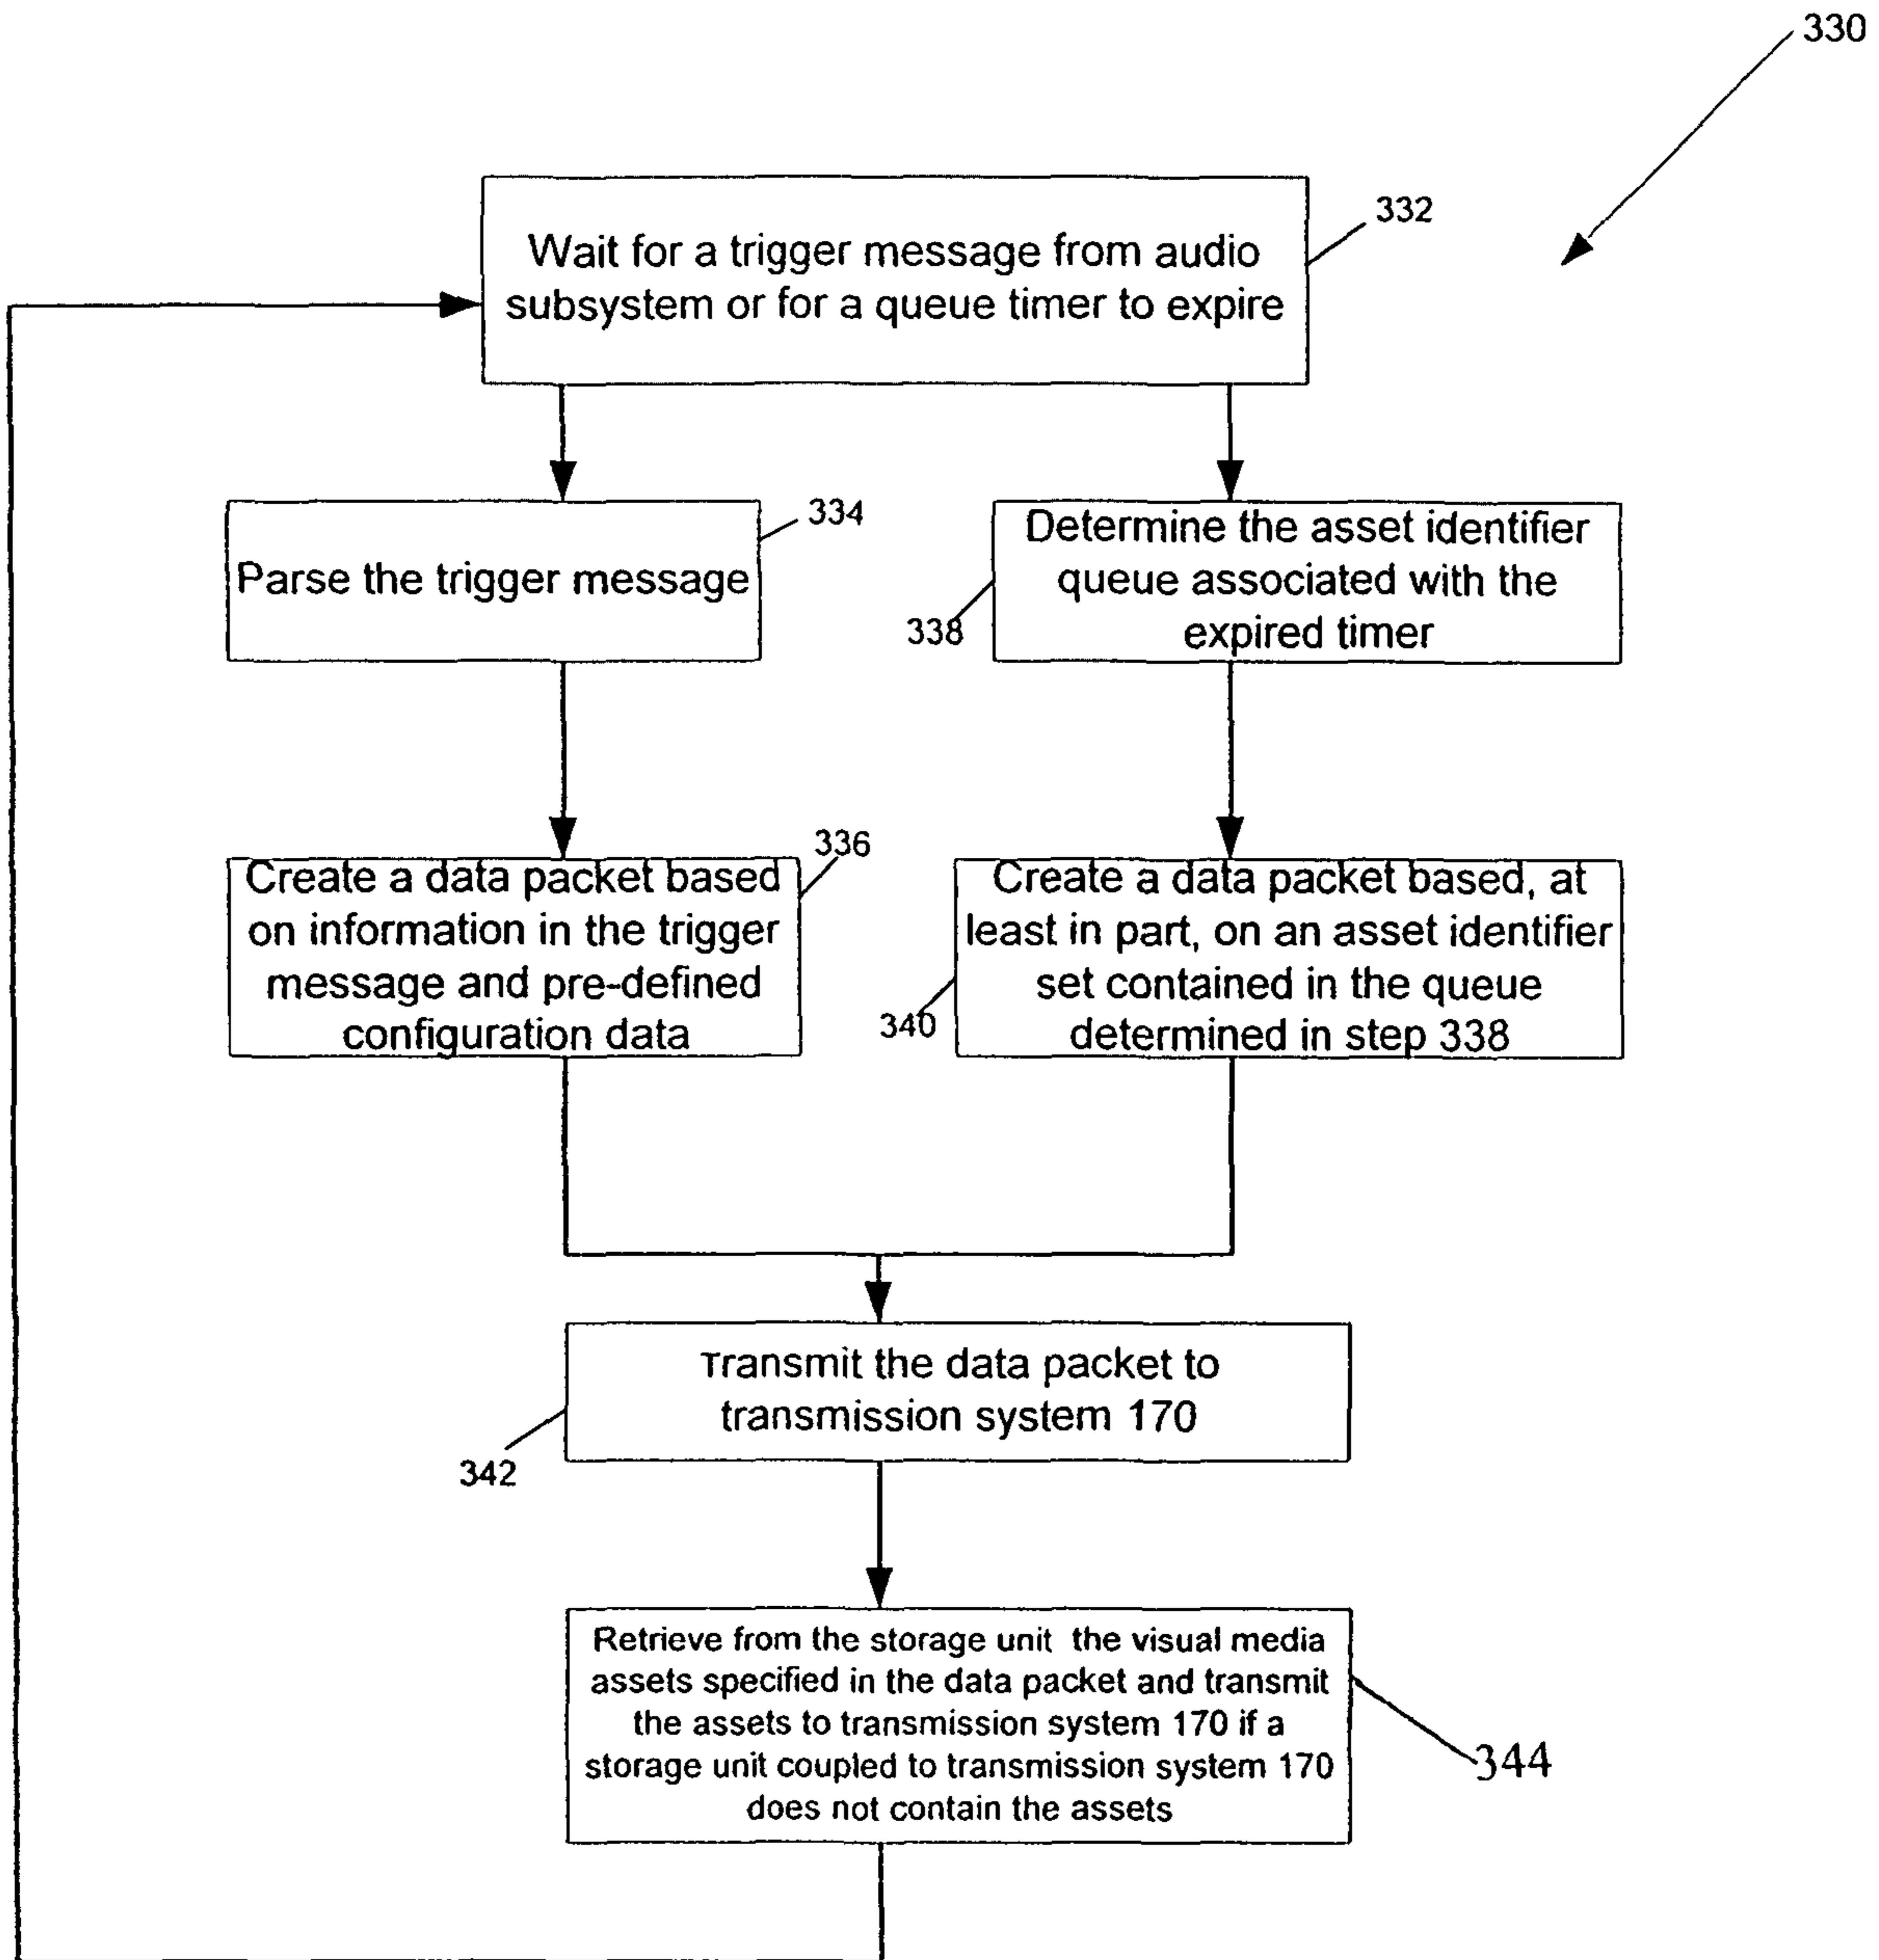 330
332
Wait for a trigger message from audio
subsystem or for a queue timer to expire
334
Parse the trigger message
338
Determine the asset identifier
queue associated with the
expired timer
336
Create a data packet based
on information in the trigger
message and pre-defined
configuration data
340
Create a data packet based, at
least in part, on an asset identifier
set contained in the queue
determined in step 338
Transmit the data packet to
transmission system 170
342
Retrieve from the storage unit the visual media
assets specified in the data packet and transmit
the assets to transmission system 170 if a
storage unit coupled to transmission system 170
does not contain the assets
344